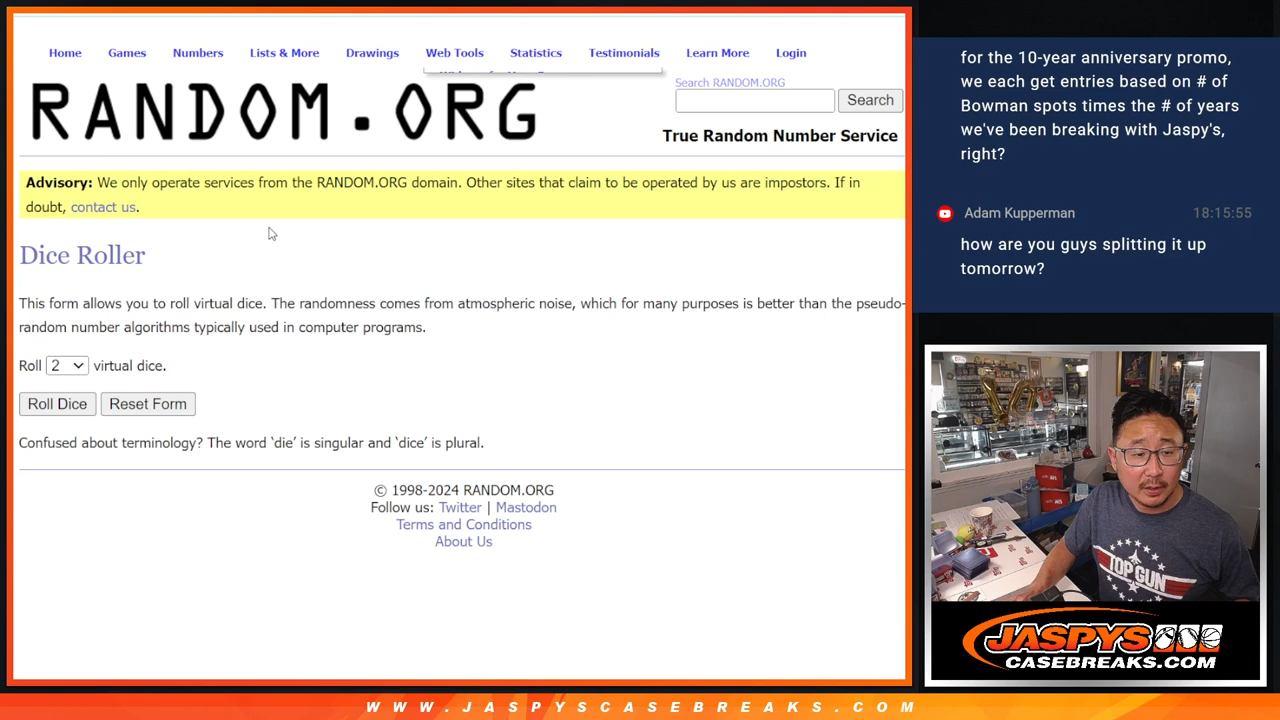 Home Games Numbers Lists & More Drawings Web Tools Statistics Testimonials Learn More Login
RANDOM.ORG
Search RANDOM.ORG
Search
True Random Number Service
Advisory: We only operate services from the RANDOM.ORG domain. Other sites that claim to be operated by us are impostors. If in
doubt, contact us.
Dice Roller
This form allows you to roll virtual dice. The randomness comes from atmospheric noise, which for many purposes is better than the pseudo-
random number algorithms typically used in computer programs.
Roll 2 virtual dice.
Roll Dice Reset Form
Confused about terminology? The word ‘die’ is singular and ‘dice’ is plural.
© 1998-2024 RANDOM.ORG
Follow us: Twitter | Mastodon
Terms and Conditions
About Us
for the 10-year anniversary promo,
we each get entries based on # of
Bowman spots times the # of years
we've been breaking with Jaspy's,
right?
Adam Kupperman 18:15:55
how are you guys splitting it up
tomorrow?
TOP GUN
JASPYS
CASEBREAKS.COM
WWW.JASPYSCASEBREAKS.COM